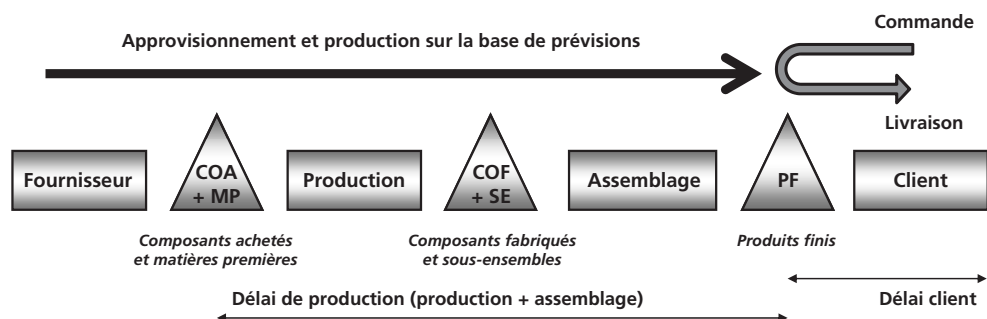 Commande
Approvisionnement et production sur la base de prévisions
Livraison
Fournisseur
COA
+ MP
Production
COF
+ SE
Assemblage
PF
Client
Composants achetés
et matières premières
Composants fabriqués
et sous-ensembles
Produits finis
Délai de production (production + assemblage)
Délai client